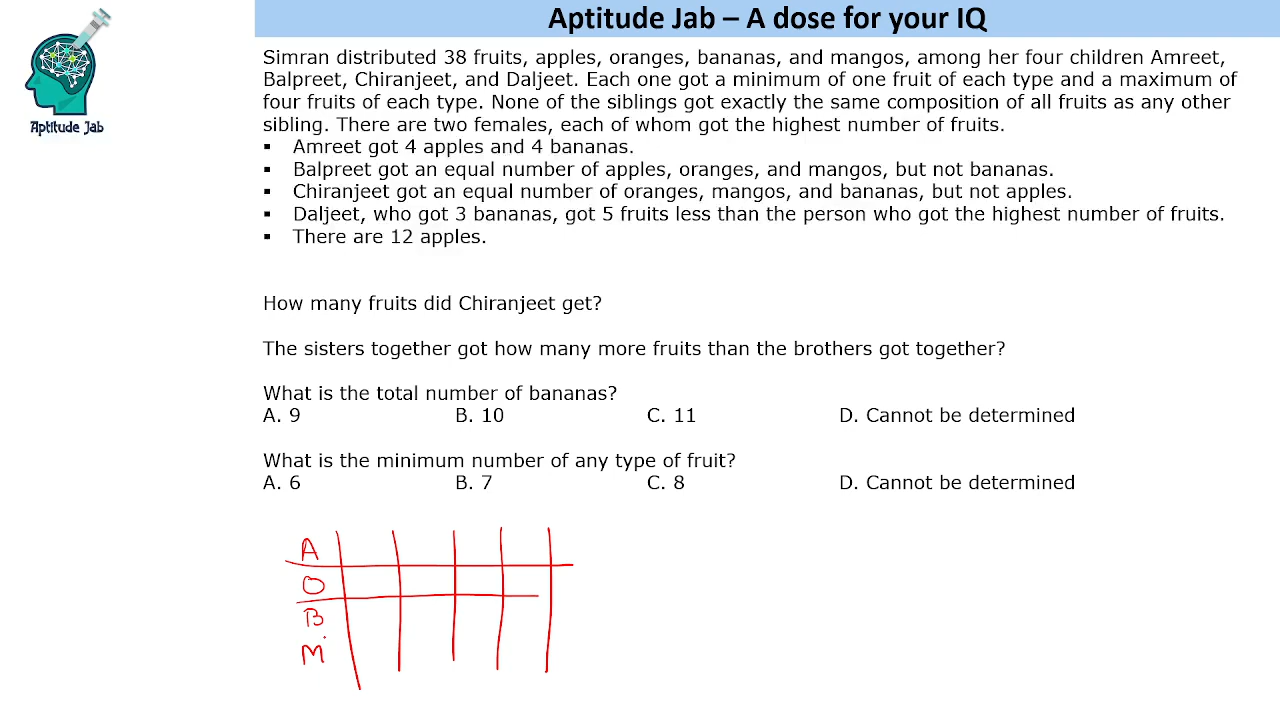 Aptitude Jab – A dose for your IQ
Aptitude Jab
Simran distributed 38 fruits, apples, oranges, bananas, and mangos, among her four children Amreet,
Balpreet, Chiranjeet, and Daljeet. Each one got a minimum of one fruit of each type and a maximum of
four fruits of each type. None of the siblings got exactly the same composition of all fruits as any other
sibling. There are two females, each of whom got the highest number of fruits.
▪ Amreet got 4 apples and 4 bananas.
▪ Balpreet got an equal number of apples, oranges, and mangos, but not bananas.
▪ Chiranjeet got an equal number of oranges, mangos, and bananas, but not apples.
▪ Daljeet, who got 3 bananas, got 5 fruits less than the person who got the highest number of fruits.
▪ There are 12 apples.
How many fruits did Chiranjeet get?
The sisters together got how many more fruits than the brothers got together?
What is the total number of bananas?
A. 9 B. 10 C. 11 D. Cannot be determined
What is the minimum number of any type of fruit?
A. 6 B. 7 C. 8 D. Cannot be determined
A
O
B
M